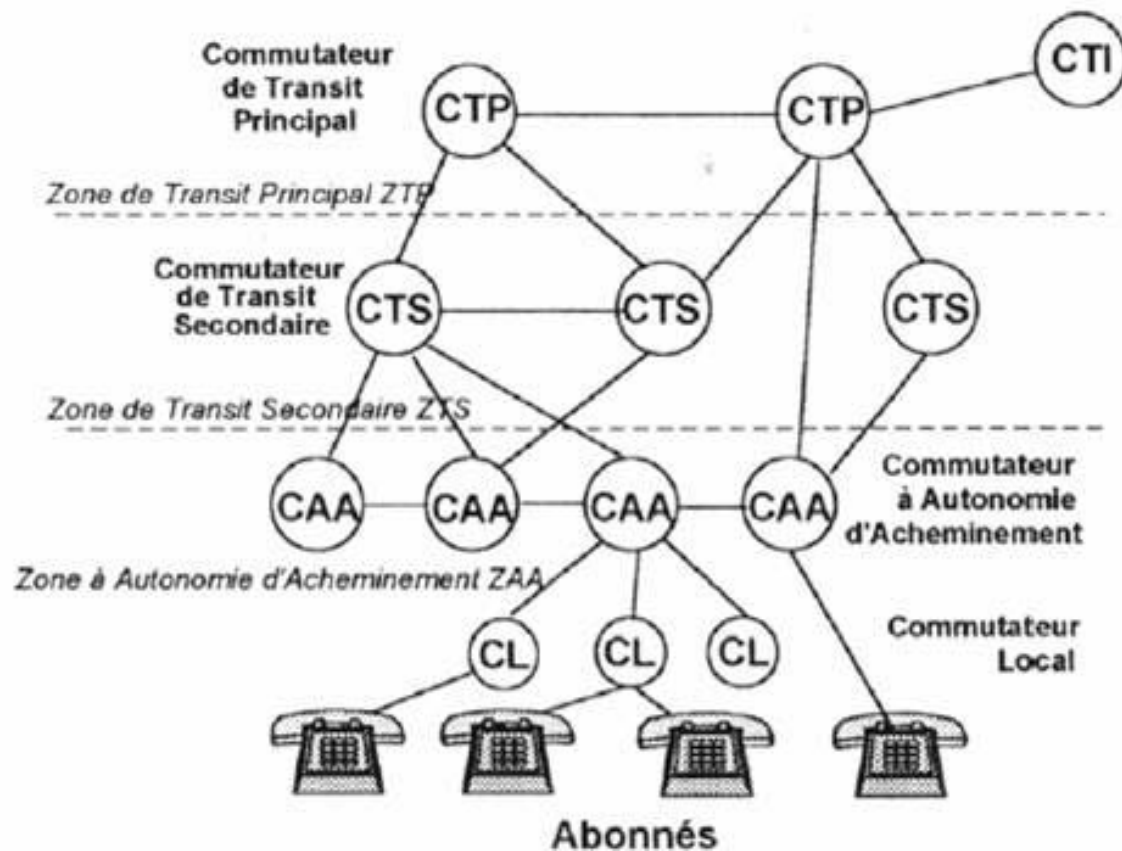 Commutateur
de Transit
Principal
CTP
CTP
CTI
Zone de Transit Principal ZTP
Commutateur
de Transit
Secondaire
CTS
CTS
CTS
Zone de Transit Secondaire ZTS
CAA
CAA
CAA
CAA
Commutateur
à Autonomie
d'Acheminement
Zone à Autonomie d'Acheminement ZAA
CL
CL
CL
Commutateur
Local
Abonnés